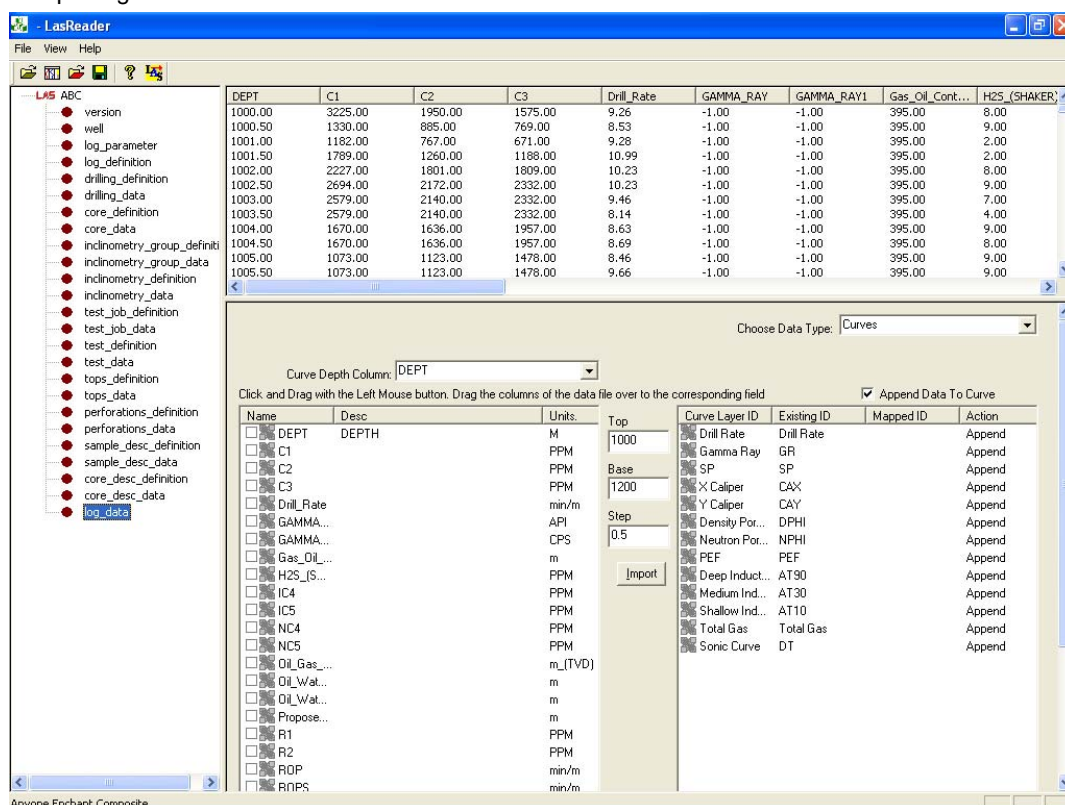 - LasReader
File View Help
LAS ABC
version
well
log_parameter
log_definition
drilling_definition
drilling_data
core_definition
core_data
inclinometry_group_definiti
inclinometry_group_data
inclinometry_definition
inclinometry_data
test_job_definition
test_job_data
test_definition
test_data
tops_definition
tops_data
perforations_definition
perforations_data
sample_desc_definition
sample_desc_data
core_desc_definition
core_desc_data
log_data
DEPT C1 C2 C3 Drill_Rate GAMMA_RAY GAMMA_RAY1 Gas_Oil_Cont... H2S_(SHAKER)
1000.00 3225.00 1950.00 1575.00 9.26 -1.00 -1.00 395.00 8.00
1000.50 1330.00 885.00 769.00 8.53 -1.00 -1.00 395.00 9.00
1001.00 1182.00 767.00 671.00 9.28 -1.00 -1.00 395.00 2.00
1001.50 1789.00 1260.00 1188.00 10.99 -1.00 -1.00 395.00 2.00
1002.00 2227.00 1801.00 1809.00 10.23 -1.00 -1.00 395.00 8.00
1002.50 2694.00 2172.00 2332.00 10.23 -1.00 -1.00 395.00 9.00
1003.00 2579.00 2140.00 2332.00 9.46 -1.00 -1.00 395.00 7.00
1003.50 2579.00 2140.00 2332.00 8.14 -1.00 -1.00 395.00 4.00
1004.00 1670.00 1636.00 1957.00 8.63 -1.00 -1.00 395.00 9.00
1004.50 1670.00 1636.00 1957.00 8.69 -1.00 -1.00 395.00 8.00
1005.00 1073.00 1123.00 1478.00 8.46 -1.00 -1.00 395.00 9.00
1005.50 1073.00 1123.00 1478.00 9.66 -1.00 -1.00 395.00 9.00
Choose Data Type: Curves
Curve Depth Column: DEPT
Click and Drag with the Left Mouse button. Drag the columns of the data file over to the corresponding field
Append Data To Curve
Name Desc Units.
DEPT DEPTH M
C1 PPM
C2 PPM
C3 PPM
Drill_Rate min/m
GAMMA... API
GAMMA... CPS
Gas_Oil_... m
H2S_(S... PPM
IC4 PPM
IC5 PPM
NC4 PPM
NC5 PPM
Oil_Gas_... m_(TVD)
Oil_Wat... m
Oil_Wat... m
Propose... m
R1 PPM
R2 PPM
ROP min/m
ROPS min/m
Top
1000
Base
1200
Step
0.5
Import
Curve Layer ID Existing ID Mapped ID Action
Drill Rate Drill Rate Append
Gamma Ray GR Append
SP SP Append
X Caliper CAX Append
Y Caliper CAY Append
Density Por... DPHI Append
Neutron Por... NPHI Append
PEF PEF Append
Deep Induct... AT90 Append
Medium Ind... AT30 Append
Shallow Ind... AT10 Append
Total Gas Total Gas Append
Sonic Curve DT Append
Anyone Enchant Composite